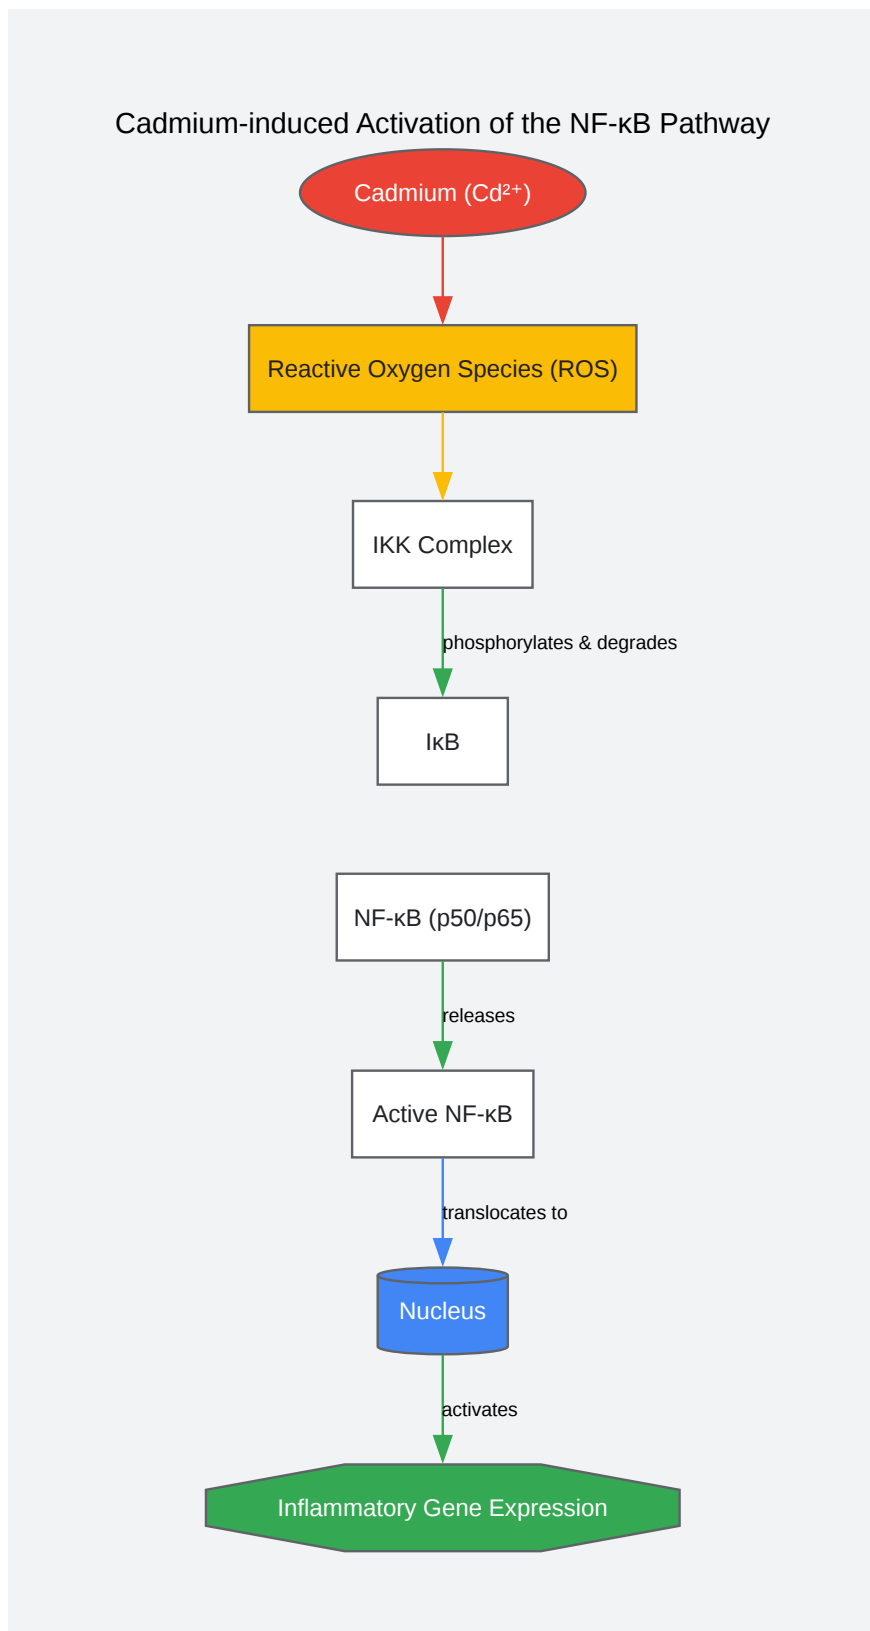 Cadmium-induced Activation of the NF-κB Pathway
Cadmium (Cd²⁺)
Reactive Oxygen Species (ROS)
IKK Complex
phosphorylates & degrades
IκB
NF-κB (p50/p65)
releases
Active NF-κB
translocates to
Nucleus
activates
Inflammatory Gene Expression